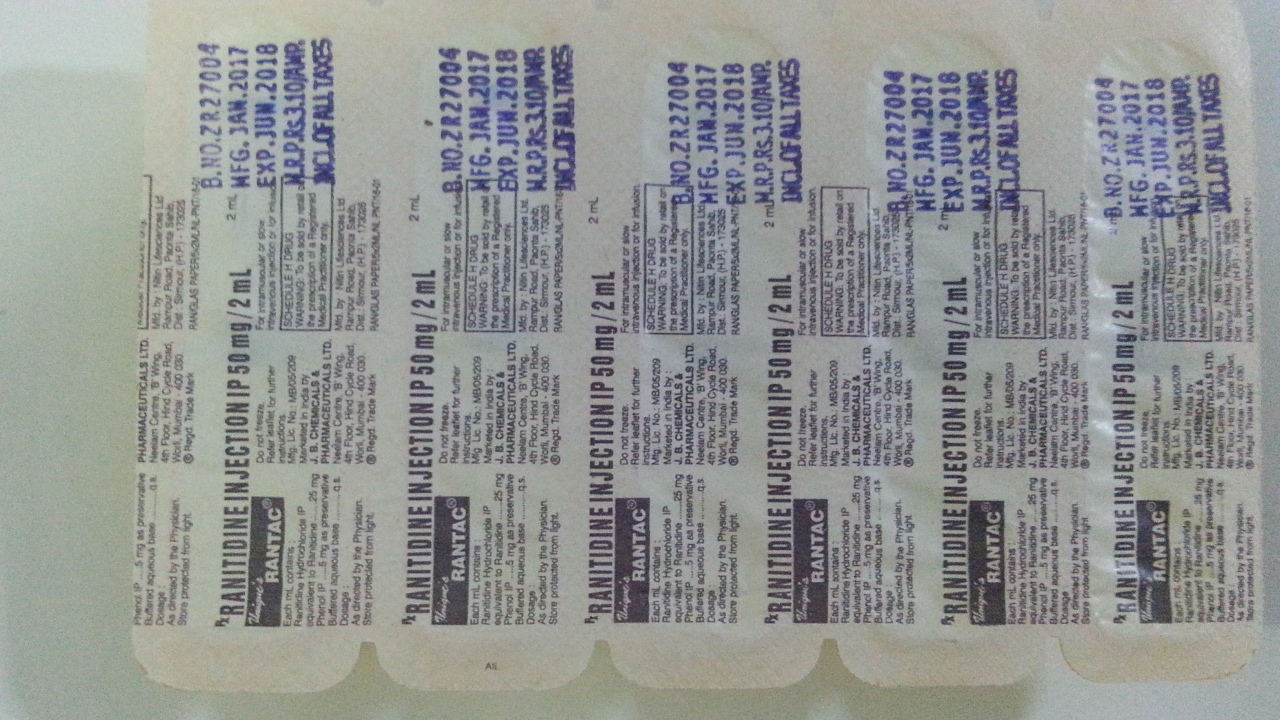 Phenol IP ....5 mg as preservative
Buffered aqueous base ..........q.s.
Dosage :
As directed by the Physician.
Store protected from light.
PHARMACEUTICALS LTD.
Neelam Centre, 'B' Wing,
4th Floor, Hind Cycle Road,
Worli, Mumbai - 400 030.
® Regd. Trade Mark
Medical Practitioner only.
Mfd. by : Nitin Lifesciences Ltd.
Rampur Road, Paonta Sahib,
Dist : Sirmour, (H.P.) - 173025
RAN/GLAS PAPER/5x2ML/NL-PNT/16-01
℞ RANITIDINE INJECTION IP 50 mg / 2 mL
2 mL
Unique's
RANTAC®
Each mL contains :
Ranitidine Hydrochloride IP
equivalent to Ranitidine .......25 mg
Phenol IP ....5 mg as preservative
Buffered aqueous base ..........q.s.
Dosage :
As directed by the Physician.
Store protected from light.
Do not freeze.
Refer leaflet for further
instructions.
Mfg. Lic. No.: MB/05/209
Marketed in India by :
J. B. CHEMICALS &
PHARMACEUTICALS LTD.
Neelam Centre, 'B' Wing,
4th Floor, Hind Cycle Road,
Worli, Mumbai - 400 030.
® Regd. Trade Mark
For intramuscular or slow
intravenous injection or for infusion.
SCHEDULE H DRUG
WARNING: To be sold by retail on
the prescription of a Registered
Medical Practitioner only.
Mfd. by : Nitin Lifesciences Ltd.
Rampur Road, Paonta Sahib,
Dist : Sirmour, (H.P.) - 173025
RAN/GLAS PAPER/5x2ML/NL-PNT/16-01
B.NO.ZR27004
MFG. JAN.2017
EXP.JUN.2018
M.R.P.Rs.3.10/AMP.
INCL.OF ALL TAXES
℞ RANITIDINE INJECTION IP 50 mg / 2 mL
2 mL
Unique's
RANTAC®
Each mL contains :
Ranitidine Hydrochloride IP
equivalent to Ranitidine .......25 mg
Phenol IP ....5 mg as preservative
Buffered aqueous base ..........q.s.
Dosage :
As directed by the Physician.
Store protected from light.
Do not freeze.
Refer leaflet for further
instructions.
Mfg. Lic. No.: MB/05/209
Marketed in India by :
J. B. CHEMICALS &
PHARMACEUTICALS LTD.
Neelam Centre, 'B' Wing,
4th Floor, Hind Cycle Road,
Worli, Mumbai - 400 030.
® Regd. Trade Mark
For intramuscular or slow
intravenous injection or for infusion.
SCHEDULE H DRUG
WARNING: To be sold by retail
the prescription of a Registered
Medical Practitioner only.
Mfd. by : Nitin Lifesciences Ltd.
Rampur Road, Paonta Sahib,
Dist.: Sirmour, (H.P.) - 173025
RAN/GLAS PAPER/5x2ML/NL-PNT/16
B.NO.ZR27004
MFG. JAN.2017
EXP.JUN.2018
M.R.P.Rs.3.10/AMP.
INCL.OF ALL TAXES
℞ RANITIDINE INJECTION IP 50 mg / 2 mL
2 mL
Unique's
RANTAC®
Each mL contains :
Ranitidine Hydrochloride IP
equivalent to Ranitidine .......25 mg
Phenol IP ....5 mg as preservative
Buffered aqueous base ..........q.s.
Dosage :
As directed by the Physician.
Store protected from light.
Do not freeze.
Refer leaflet for further
instructions.
Mfg. Lic. No.: MB/05/209
Marketed in India by :
J. B. CHEMICALS &
PHARMACEUTICALS LTD.
Neelam Centre, 'B' Wing,
4th Floor, Hind Cycle Road,
Worli, Mumbai - 400 030.
® Regd. Trade Mark
For intramuscular or slow
intravenous injection or for infusion.
SCHEDULE H DRUG
WARNING: To be sold by retail on
the prescription of a Registered
Medical Practitioner only.
Mfd. by : Nitin Lifesciences Ltd.
Rampur Road, Paonta Sahib,
Dist : Sirmour, (H.P.) - 173025
RAN/GLAS PAPER/5x2ML/NL-PNT
B.NO.ZR27004
MFG. JAN.2017
EXP.JUN.2018
M.R.P.Rs.3.10/AMP.
INCL.OF ALL TAXES
℞ RANITIDINE INJECTION IP 50 mg / 2 mL
2 mL
Unique's
RANTAC®
Each mL contains :
Ranitidine Hydrochloride IP
equivalent to Ranitidine .......25 mg
Phenol IP ....5 mg as preservative
Buffered aqueous base ..........q.s.
Dosage :
As directed by the Physician.
Store protected from light.
Do not freeze.
Refer leaflet for further
instructions.
Mfg. Lic. No.: MB/05/209
Marketed in India by :
J. B. CHEMICALS &
PHARMACEUTICALS LTD.
Neelam Centre, 'B' Wing,
4th Floor, Hind Cycle Road,
Worli, Mumbai - 400 030.
® Regd. Trade Mark
For intramuscular or slow
intravenous injection or for infusion.
SCHEDULE H DRUG
WARNING: To be sold by retail on
the prescription of a Registered
Medical Practitioner only.
Mfd. by : Nitin Lifesciences
Rampur Road, Paonta Sahib,
Dist : Sirmour, (H.P.) - 173025
RAN/GLAS PAPER/5x2ML/NL-PNT
B.NO.ZR27004
MFG. JAN.2017
EXP.JUN.2018
M.R.P.Rs.3.10/AMP.
INCL.OF ALL TAXES
℞ RANITIDINE INJECTION IP 50 mg / 2 mL
2 mL
Unique's
RANTAC®
Each mL contains :
Ranitidine Hydrochloride IP
equivalent to Ranitidine ..... 25 mg
Phenol IP ....5 mg as preservative
Buffered aqueous base ..........q.s.
Dosage :
As directed by the Physician.
Store protected from light.
Do not freeze.
Refer leaflet for further
instructions.
Mfg. Lic. No.: MB/05/209
Marketed in India by :
J. B. CHEMICALS &
PHARMACEUTICALS LTD.
Neelam Centre, 'B' Wing,
4th Floor, Hind Cycle Road,
Worli, Mumbai - 400 030.
® Regd. Trade Mark
For intramuscular or slow
intravenous injection or for
SCHEDULE H DRUG
WARNING: To be sold by retail
the prescription of a Registered
Medical Practitioner only.
Mfd. by : Nitin Lifesciences Ltd.
Rampur Road, Paonta Sahib,
Dist : Sirmour, (H.P.) - 173025
RAN/GLAS PAPER/5x2ML/NL-PNT/16-01
℞ RANITIDINE INJECTION IP 50 mg / 2 mL
Unique's
RANTAC®
Each mL contains :
Ranitidine Hydrochloride IP
equivalent to Ranitidine ..... 25 mg
Phenol IP ....5 mg as preservative
Buffered aqueous base ..........q.s.
Dosage :
As directed by the Physician.
Store protected from light.
Do not freeze.
Refer leaflet for further
instructions.
Mfg. Lic. No.: MB/05/209
Marketed in India by :
J. B. CHEMICALS &
PHARMACEUTICALS LTD.
Neelam Centre, 'B' Wing,
4th Floor, Hind Cycle Road,
Worli, Mumbai - 400 030.
® Regd. Trade Mark
For intramuscular or slow
intravenous injection or for
SCHEDULE H DRUG
WARNING: To be sold by retail
the prescription of a Registered
Medical Practitioner only.
Mfd. by : Nitin Lifesciences Ltd.
Rampur Road, Paonta Sahib,
Dist : Sirmour, (H.P.) - 173025
RAN/GLAS PAPER/5x2ML/NL-PNT/16-01
B.NO.ZR27004
MFG. JAN.2017
EXP.JUN.2018
M.R.P.Rs.3.10/AMP.
INCL.OF ALL TAXES